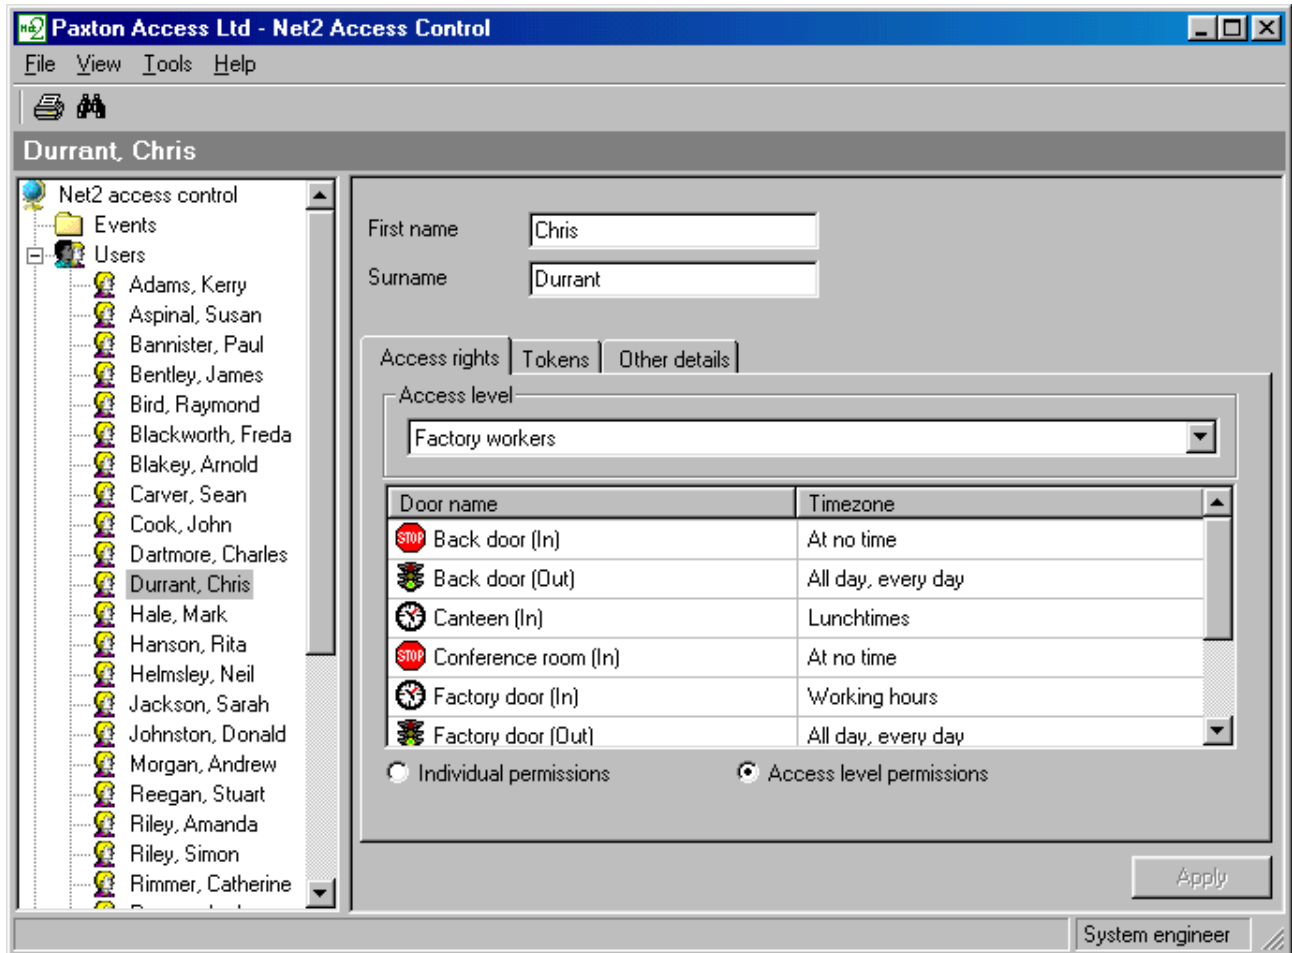 Net2 Paxton Access Ltd - Net2 Access Control
File View Tools Help
Durrant, Chris
Net2 access control
Events
Users
Adams, Kerry
Aspinal, Susan
Bannister, Paul
Bentley, James
Bird, Raymond
Blackworth, Freda
Blakey, Arnold
Carver, Sean
Cook, John
Dartmore, Charles
Durrant, Chris
Hale, Mark
Hanson, Rita
Helmsley, Neil
Jackson, Sarah
Johnston, Donald
Morgan, Andrew
Reegan, Stuart
Riley, Amanda
Riley, Simon
Rimmer, Catherine
First name Chris
Surname Durrant
Access rights Tokens Other details
Access level
Factory workers
Door name Timezone
STOP Back door (In) At no time
Back door (Out) All day, every day
Canteen (In) Lunchtimes
STOP Conference room (In) At no time
Factory door (In) Working hours
Factory door (Out) All day, every day
Individual permissions Access level permissions
Apply
System engineer